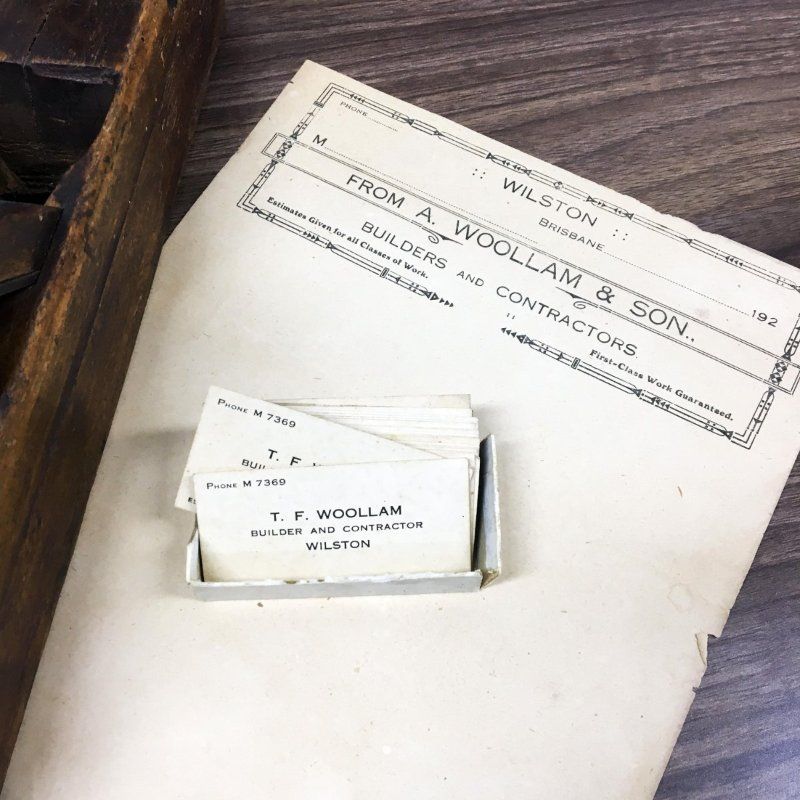 PHONE
M
:: WILSTON ::
BRISBANE 192
FROM A. WOOLLAM & SON.,
BUILDERS AND CONTRACTORS
Estimates Given for all Classes of Work.
First-Class Work Guaranteed.
PHONE M 7369
T. F.
PHONE M 7369
T. F. WOOLLAM
BUILDER AND CONTRACTOR
WILSTON